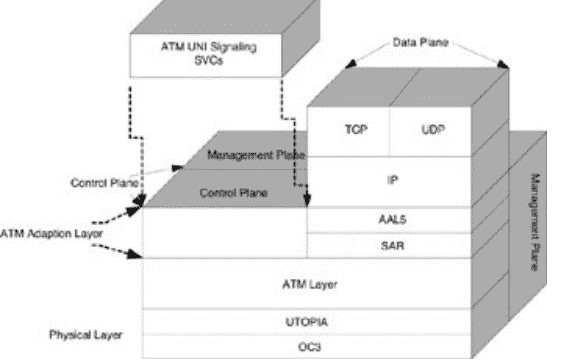 ATM UNI Signaling
SVCs
Data Plane
TCP
UDP
Management Plane
Control Plane
Control Plane
IP
Management Plane
AAL5
ATM Adaption Layer
SAR
ATM Layer
UTOPIA
Physical Layer
OC3